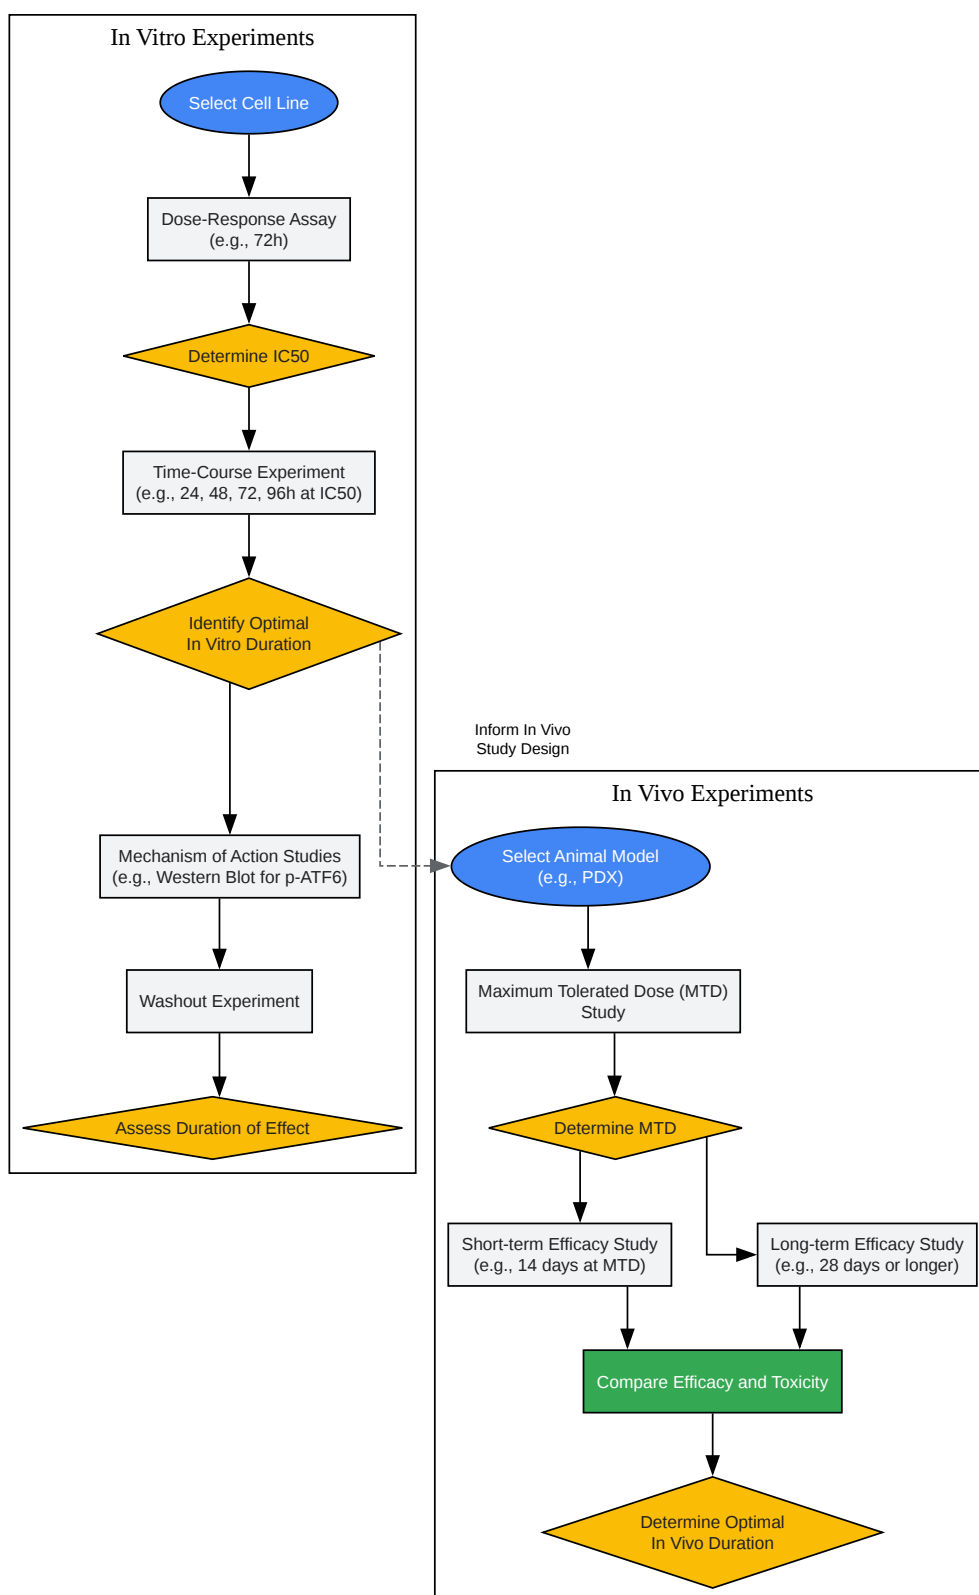 In Vitro Experiments
Select Cell Line
Dose-Response Assay
(e.g., 72h)
Determine IC50
Time-Course Experiment
(e.g., 24, 48, 72, 96h at IC50)
Identify Optimal
In Vitro Duration
Mechanism of Action Studies
(e.g., Western Blot for p-ATF6)
Washout Experiment
Assess Duration of Effect
Inform In Vivo
Study Design
In Vivo Experiments
Select Animal Model
(e.g., PDX)
Maximum Tolerated Dose (MTD)
Study
Determine MTD
Short-term Efficacy Study
(e.g., 14 days at MTD)
Long-term Efficacy Study
(e.g., 28 days or longer)
Compare Efficacy and Toxicity
Determine Optimal
In Vivo Duration